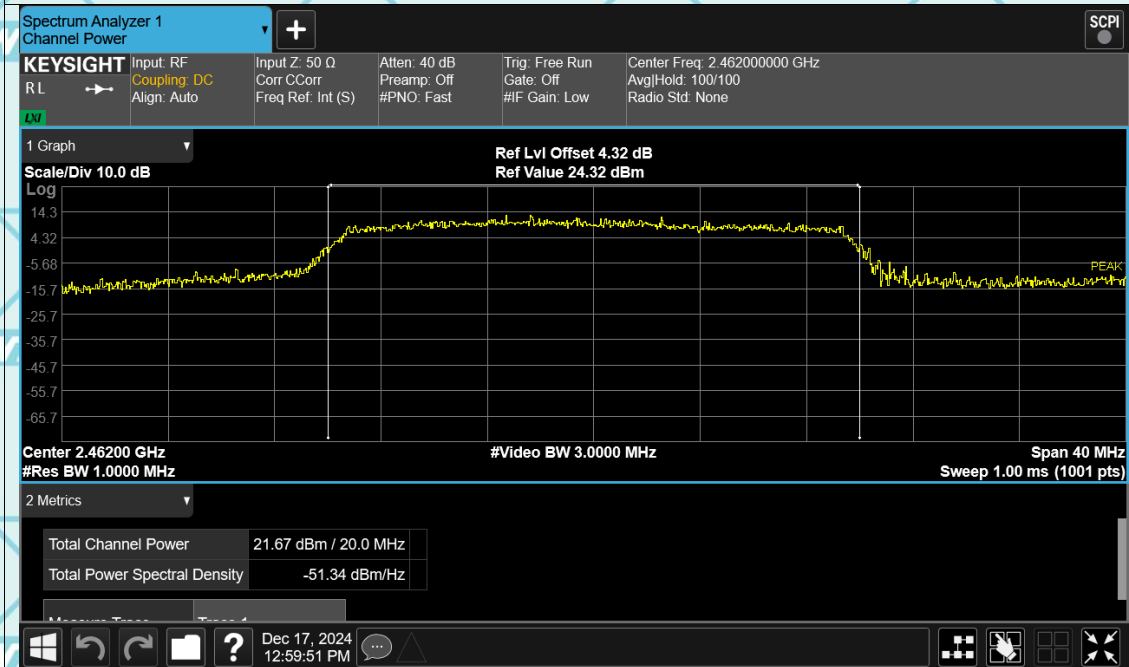 Spectrum Analyzer 1
Channel Power
SCPI
KEYSIGHT
R L
LXI
Input: RF
Coupling: DC
Align: Auto
Input Z: 50 Ω
Corr CCorr
Freq Ref: Int (S)
Atten: 40 dB
Preamp: Off
#PNO: Fast
Trig: Free Run
Gate: Off
#IF Gain: Low
Center Freq: 2.462000000 GHz
Avg|Hold: 100/100
Radio Std: None
1 Graph
Scale/Div 10.0 dB
Ref Lvl Offset 4.32 dB
Ref Value 24.32 dBm
Log
14.3
4.32
-5.68
PEAK
-15.7
-25.7
-35.7
-45.7
-55.7
-65.7
Center 2.46200 GHz
#Res BW 1.0000 MHz
#Video BW 3.0000 MHz
Span 40 MHz
Sweep 1.00 ms (1001 pts)
2 Metrics
Total Channel Power 21.67 dBm / 20.0 MHz
Total Power Spectral Density -51.34 dBm/Hz
?
Dec 17, 2024
12:59:51 PM